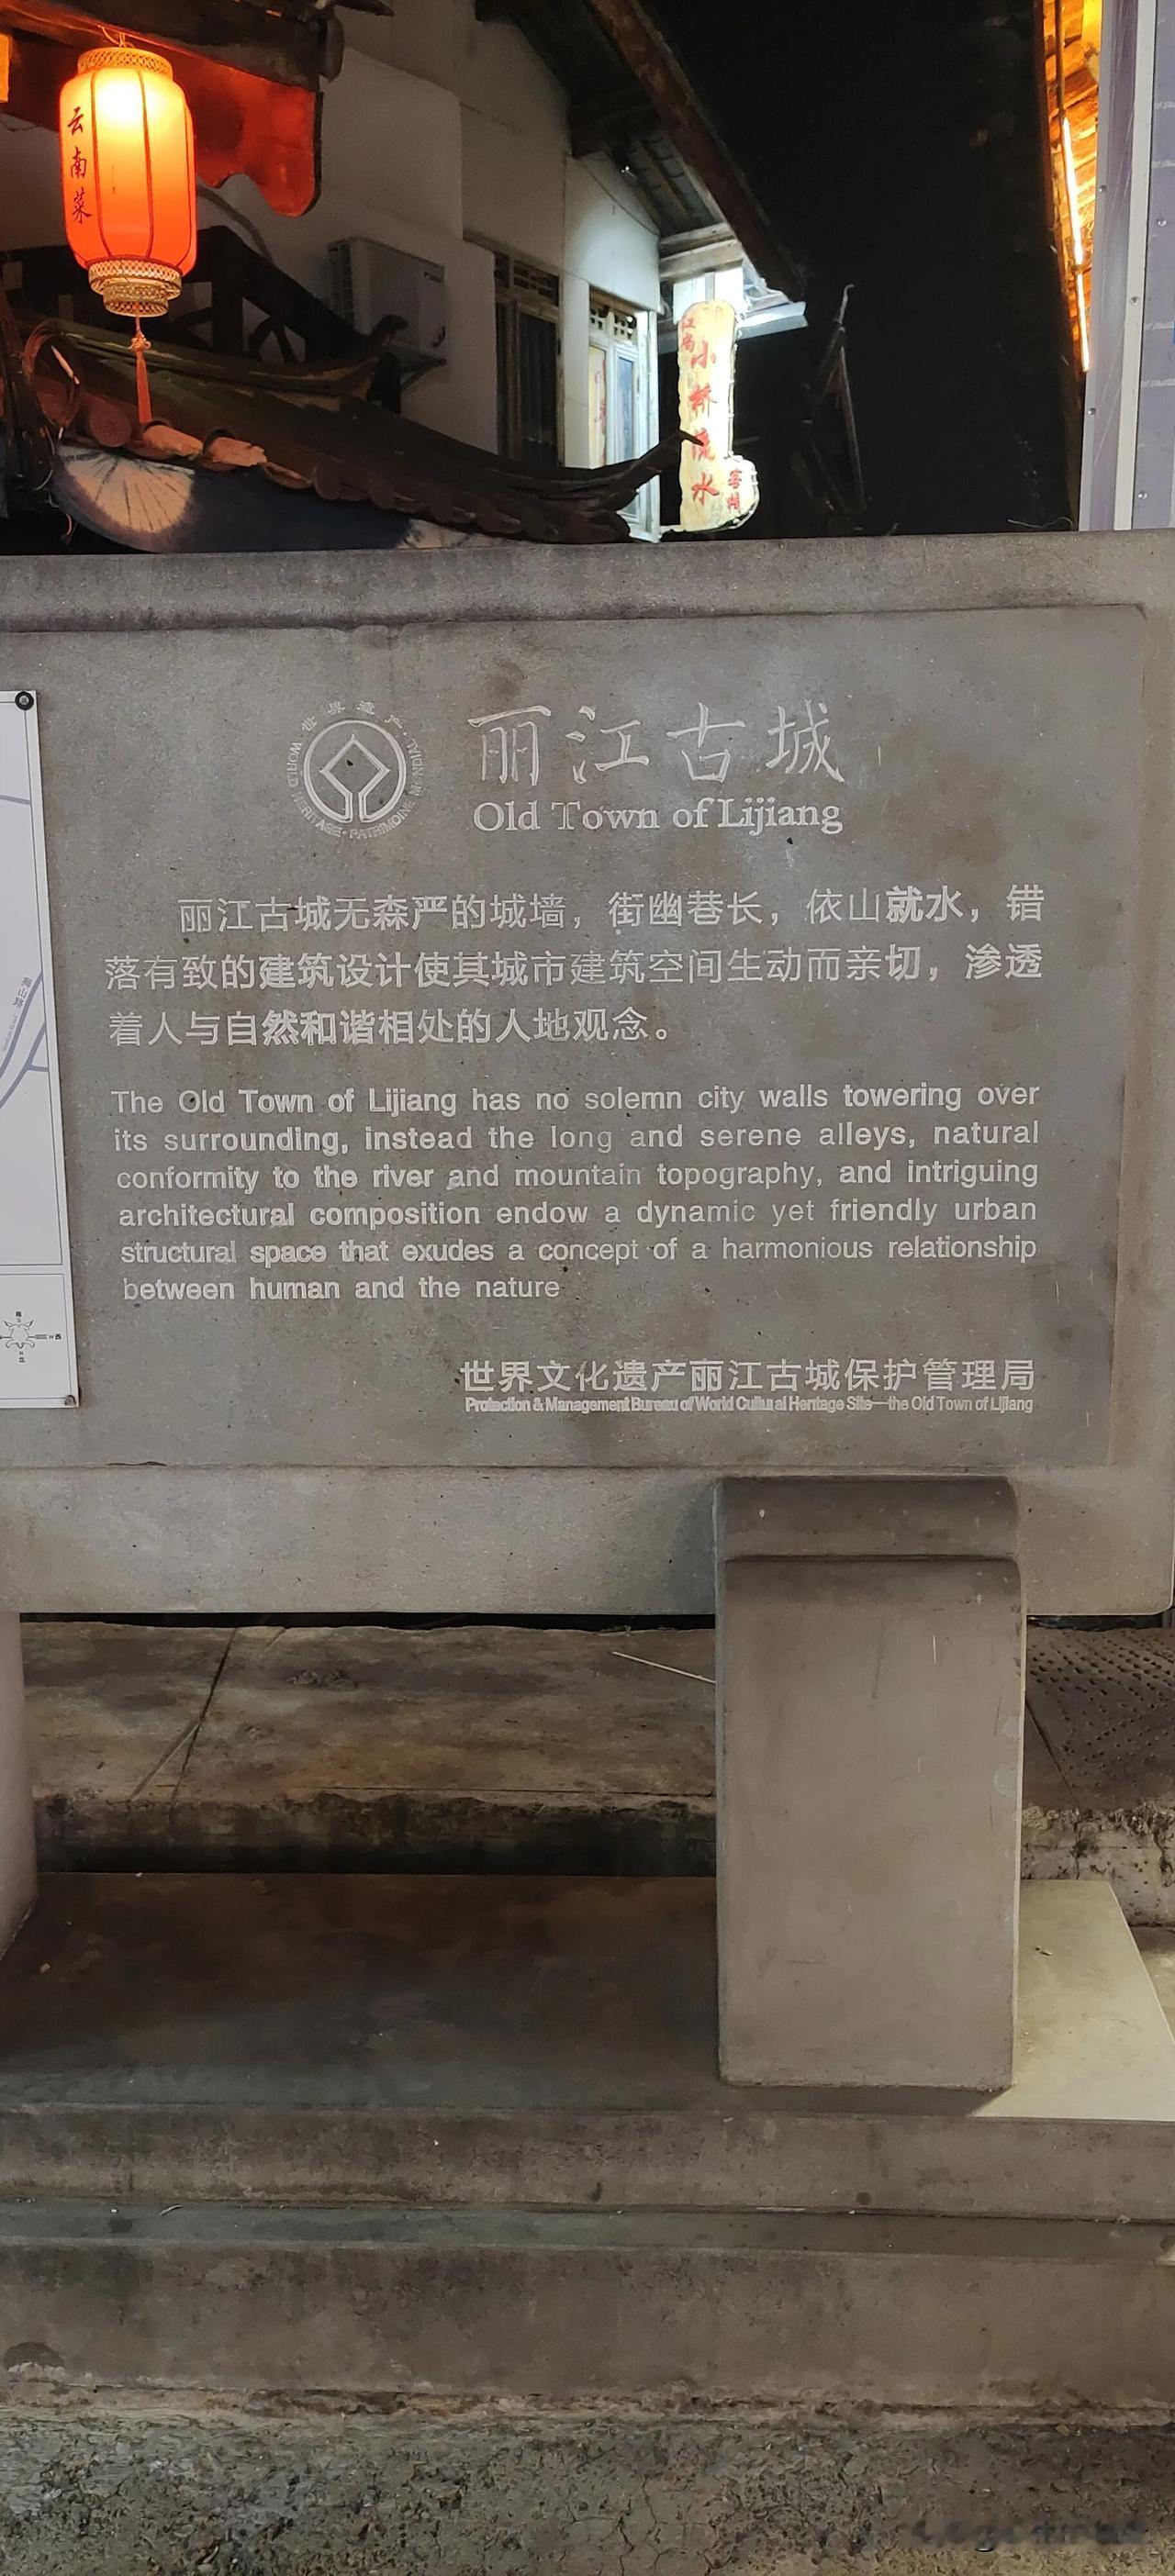 云南菜
小桥流水
世界遗产
WORLD HERITAGE · PATRIMOINE MONDIAL
丽江古城
Old Town of Lijiang
丽江古城无森严的城墙，街幽巷长，依山就水，错
落有致的建筑设计使其城市建筑空间生动而亲切，渗透
着人与自然和谐相处的人地观念。
The Old Town of Lijiang has no solemn city walls towering over
its surrounding, instead the long and serene alleys, natural
conformity to the river and mountain topography, and intriguing
architectural composition endow a dynamic yet friendly urban
structural space that exudes a concept of a harmonious relationship
between human and the nature
世界文化遗产丽江古城保护管理局
Protection & Management Bureau of World Cultural Heritage Site—the Old Town of Lijiang